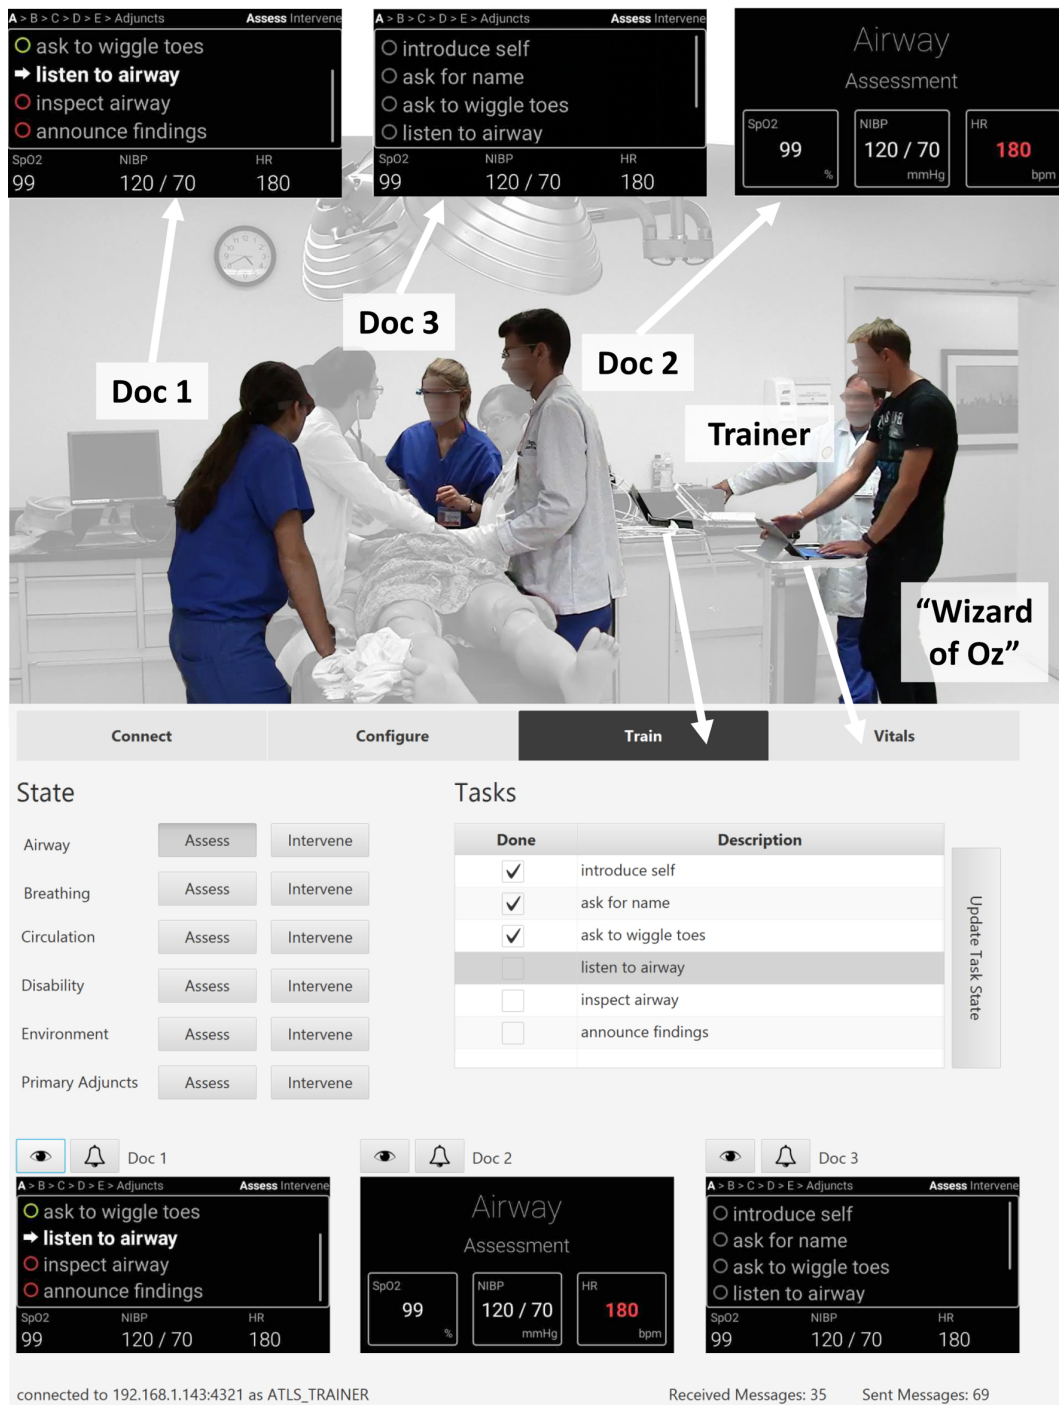 A > B > C > D > E > Adjuncts Assess Intervene
ask to wiggle toes
listen to airway
inspect airway
announce findings
SpO2 NIBP HR
99 120 / 70 180
A > B > C > D > E > Adjuncts Assess Intervene
introduce self
ask for name
ask to wiggle toes
listen to airway
SpO2 NIBP HR
99 120 / 70 180
Airway
Assessment
SpO2 NIBP HR
99 120 / 70 180
% mmHg bpm
Doc 3
Doc 2
Doc 1
Trainer
“Wizard
of Oz”
Connect Configure Train Vitals
State
Airway Assess Intervene
Breathing Assess Intervene
Circulation Assess Intervene
Disability Assess Intervene
Environment Assess Intervene
Primary Adjuncts Assess Intervene
Tasks
Done Description
introduce self
ask for name
ask to wiggle toes
listen to airway
inspect airway
announce findings
Update Task State
Doc 1
A > B > C > D > E > Adjuncts Assess Intervene
ask to wiggle toes
listen to airway
inspect airway
announce findings
SpO2 NIBP HR
99 120 / 70 180
Doc 2
Airway
Assessment
SpO2 NIBP HR
99 120 / 70 180
% mmHg bpm
Doc 3
A > B > C > D > E > Adjuncts Assess Intervene
introduce self
ask for name
ask to wiggle toes
listen to airway
SpO2 NIBP HR
99 120 / 70 180
connected to 192.168.1.143:4321 as ATLS_TRAINER
Received Messages: 35 Sent Messages: 69